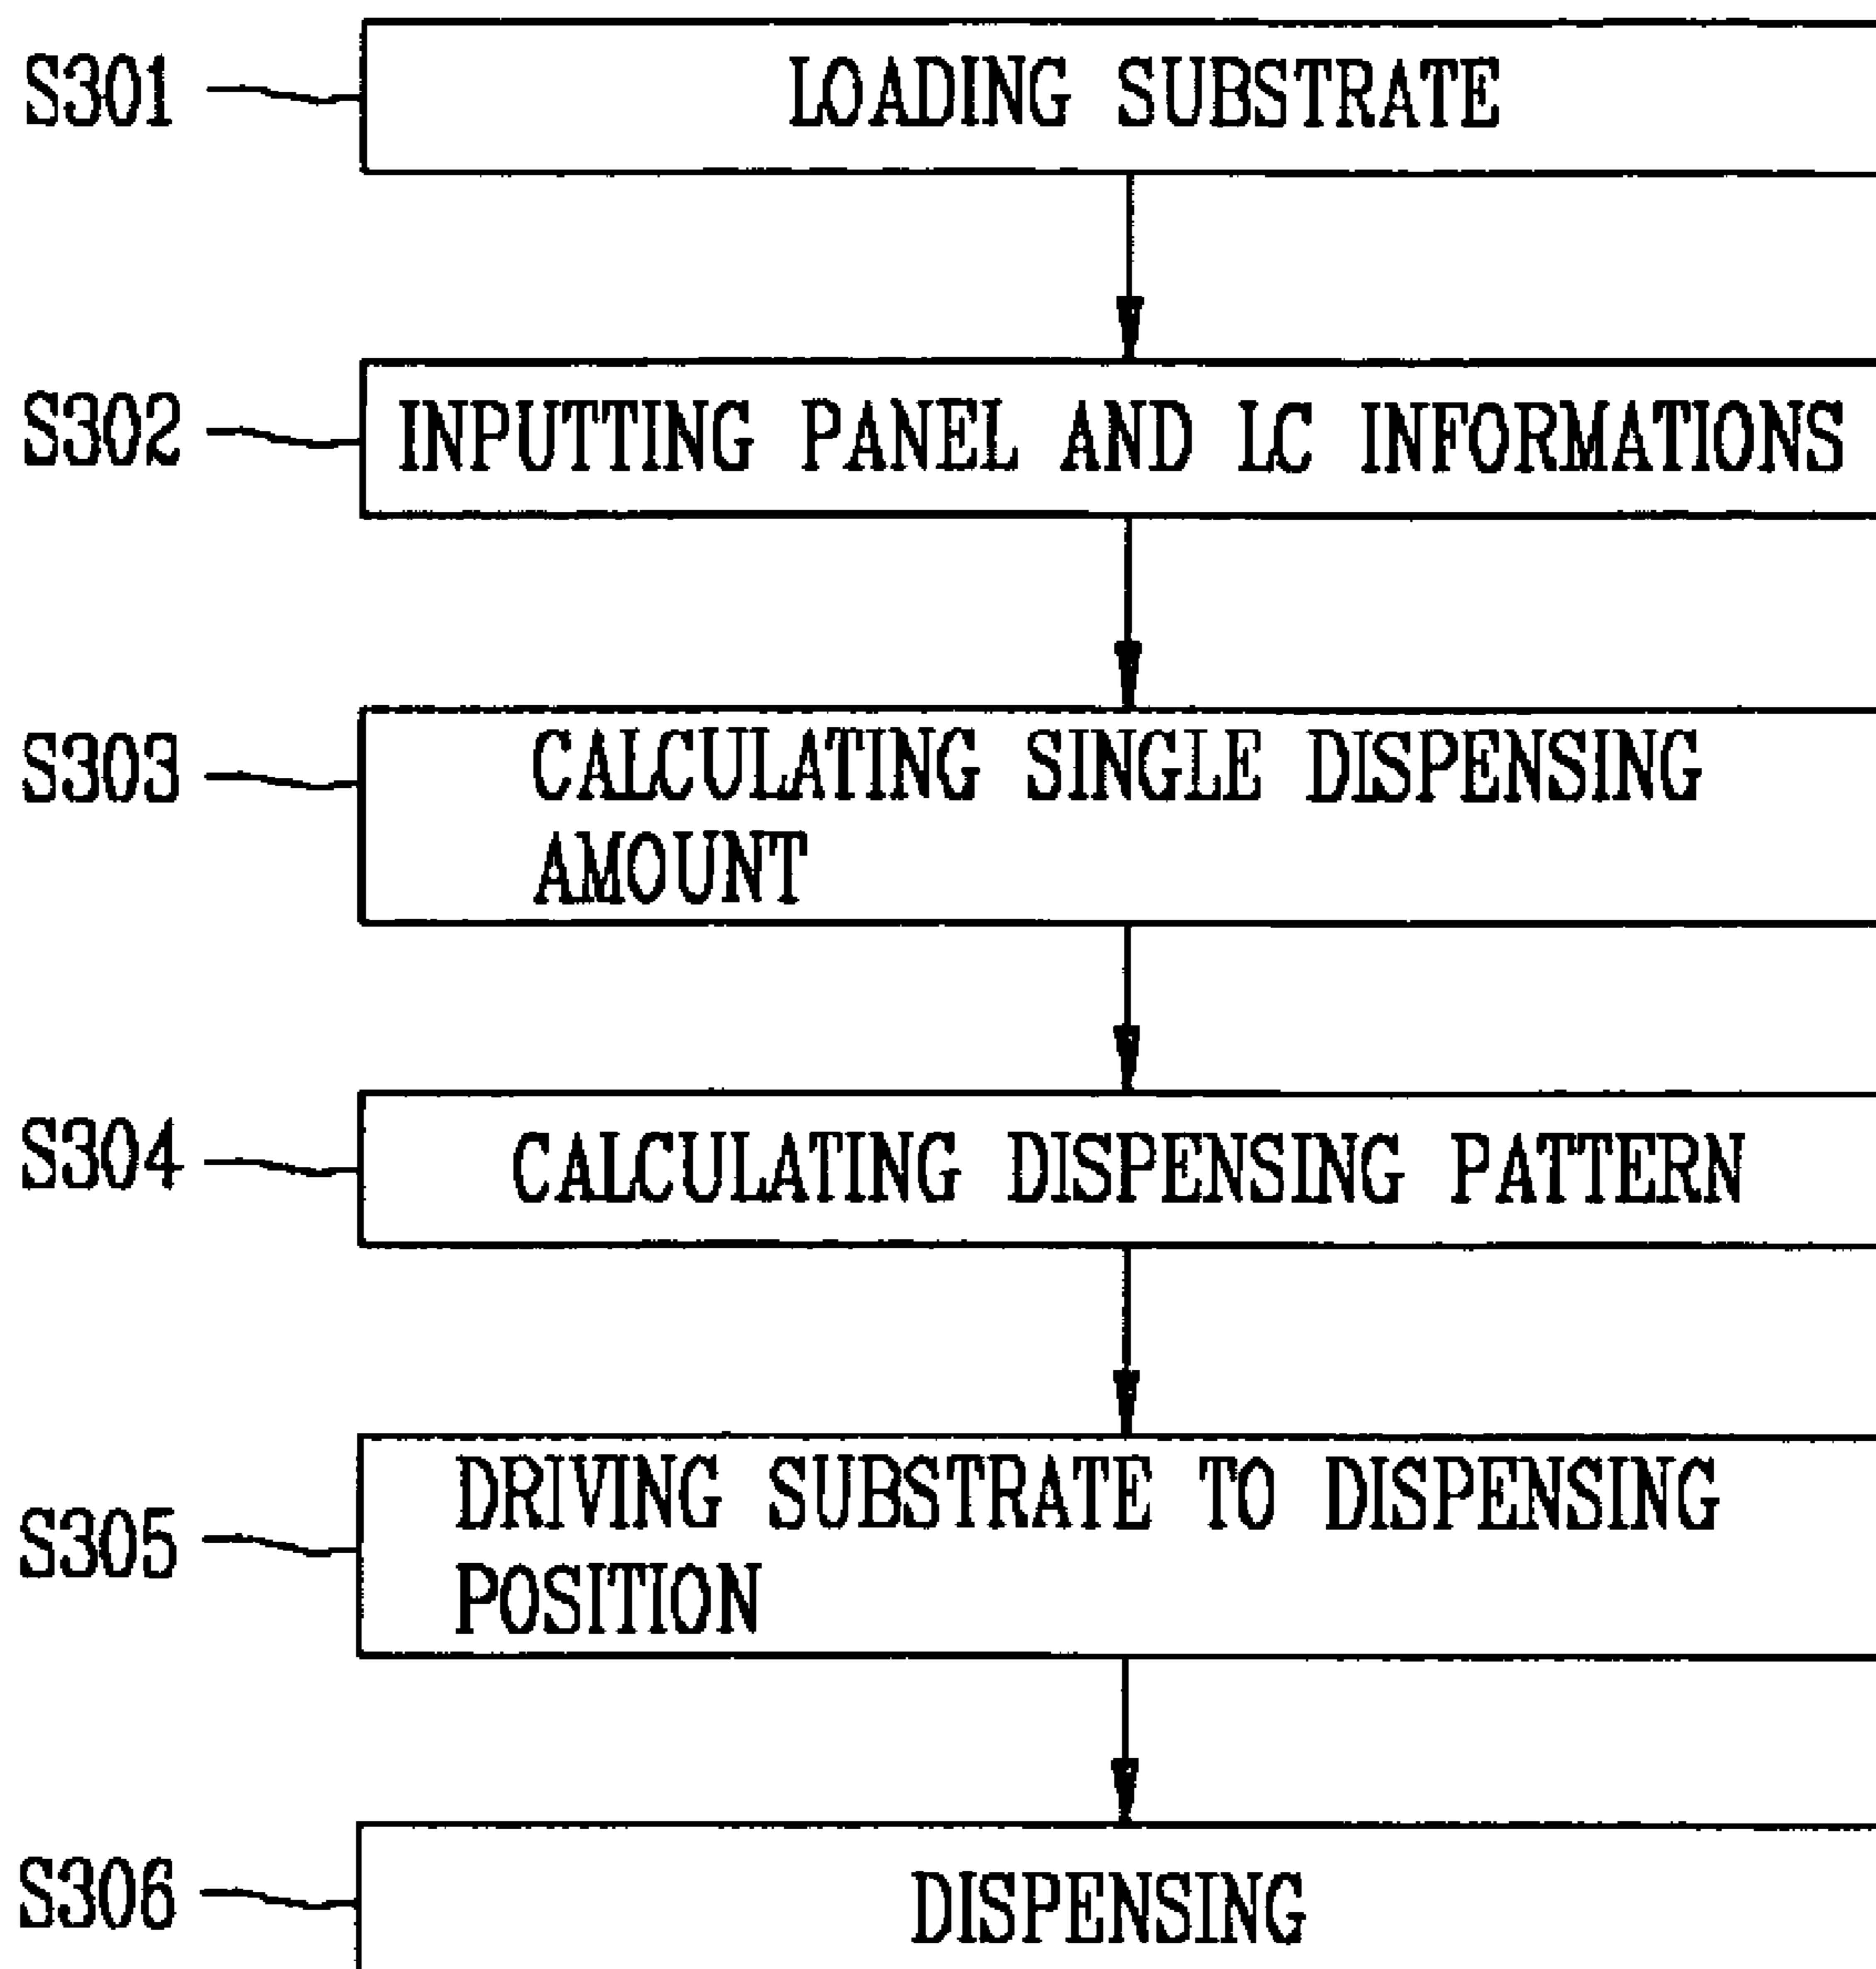 S301
LOADING SUBSTRATE
S302
INPUTTING PANEL AND LC INFORMATIONS
S303
CALCULATING SINGLE DISPENSING
AMOUNT
S304
CALCULATING DISPENSING PATTERN
S305
DRIVING SUBSTRATE TO DISPENSING
POSITION
S306
DISPENSING